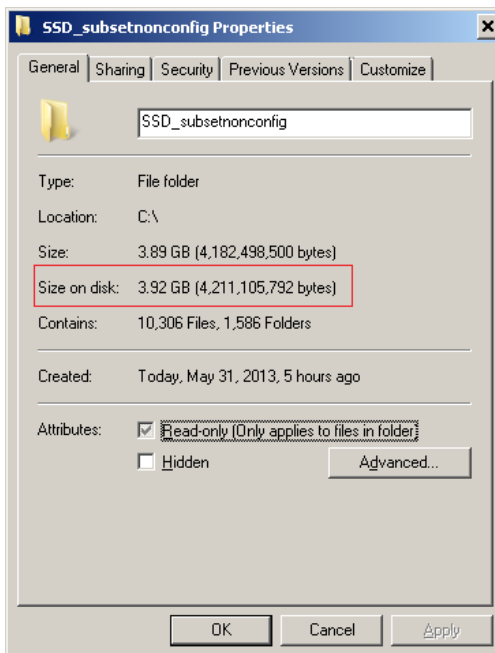 SSD_subsetnonconfig Properties
General Sharing Security Previous Versions Customize
SSD_subsetnonconfig
Type: File folder
Location: C:\
Size: 3.89 GB (4,182,498,500 bytes)
Size on disk: 3.92 GB (4,211,105,792 bytes)
Contains: 10,306 Files, 1,586 Folders
Created: Today, May 31, 2013, 5 hours ago
Attributes: Read-only (Only applies to files in folder)
Hidden Advanced...
OK Cancel Apply